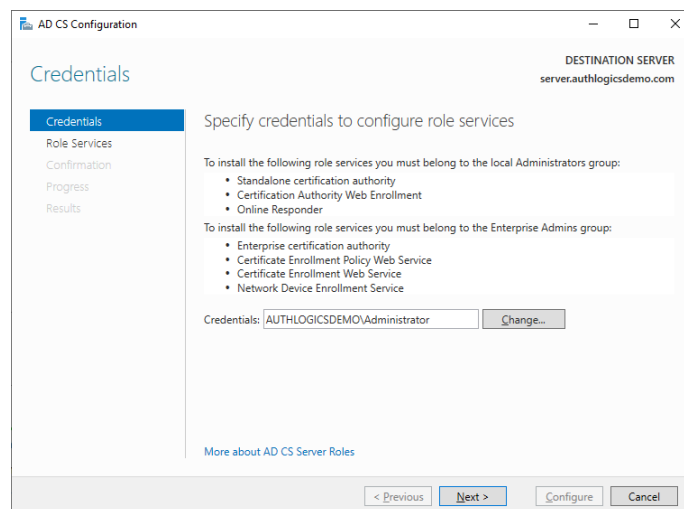 AD CS Configuration
DESTINATION SERVER
server.authlogicsdemo.com
Credentials
Credentials
Role Services
Confirmation
Progress
Results
Specify credentials to configure role services
To install the following role services you must belong to the local Administrators group:
• Standalone certification authority
• Certification Authority Web Enrollment
• Online Responder
To install the following role services you must belong to the Enterprise Admins group:
• Enterprise certification authority
• Certificate Enrollment Policy Web Service
• Certificate Enrollment Web Service
• Network Device Enrollment Service
Credentials: AUTHLOGICSDEMO\Administrator Change...
More about AD CS Server Roles
< Previous Next > Configure Cancel